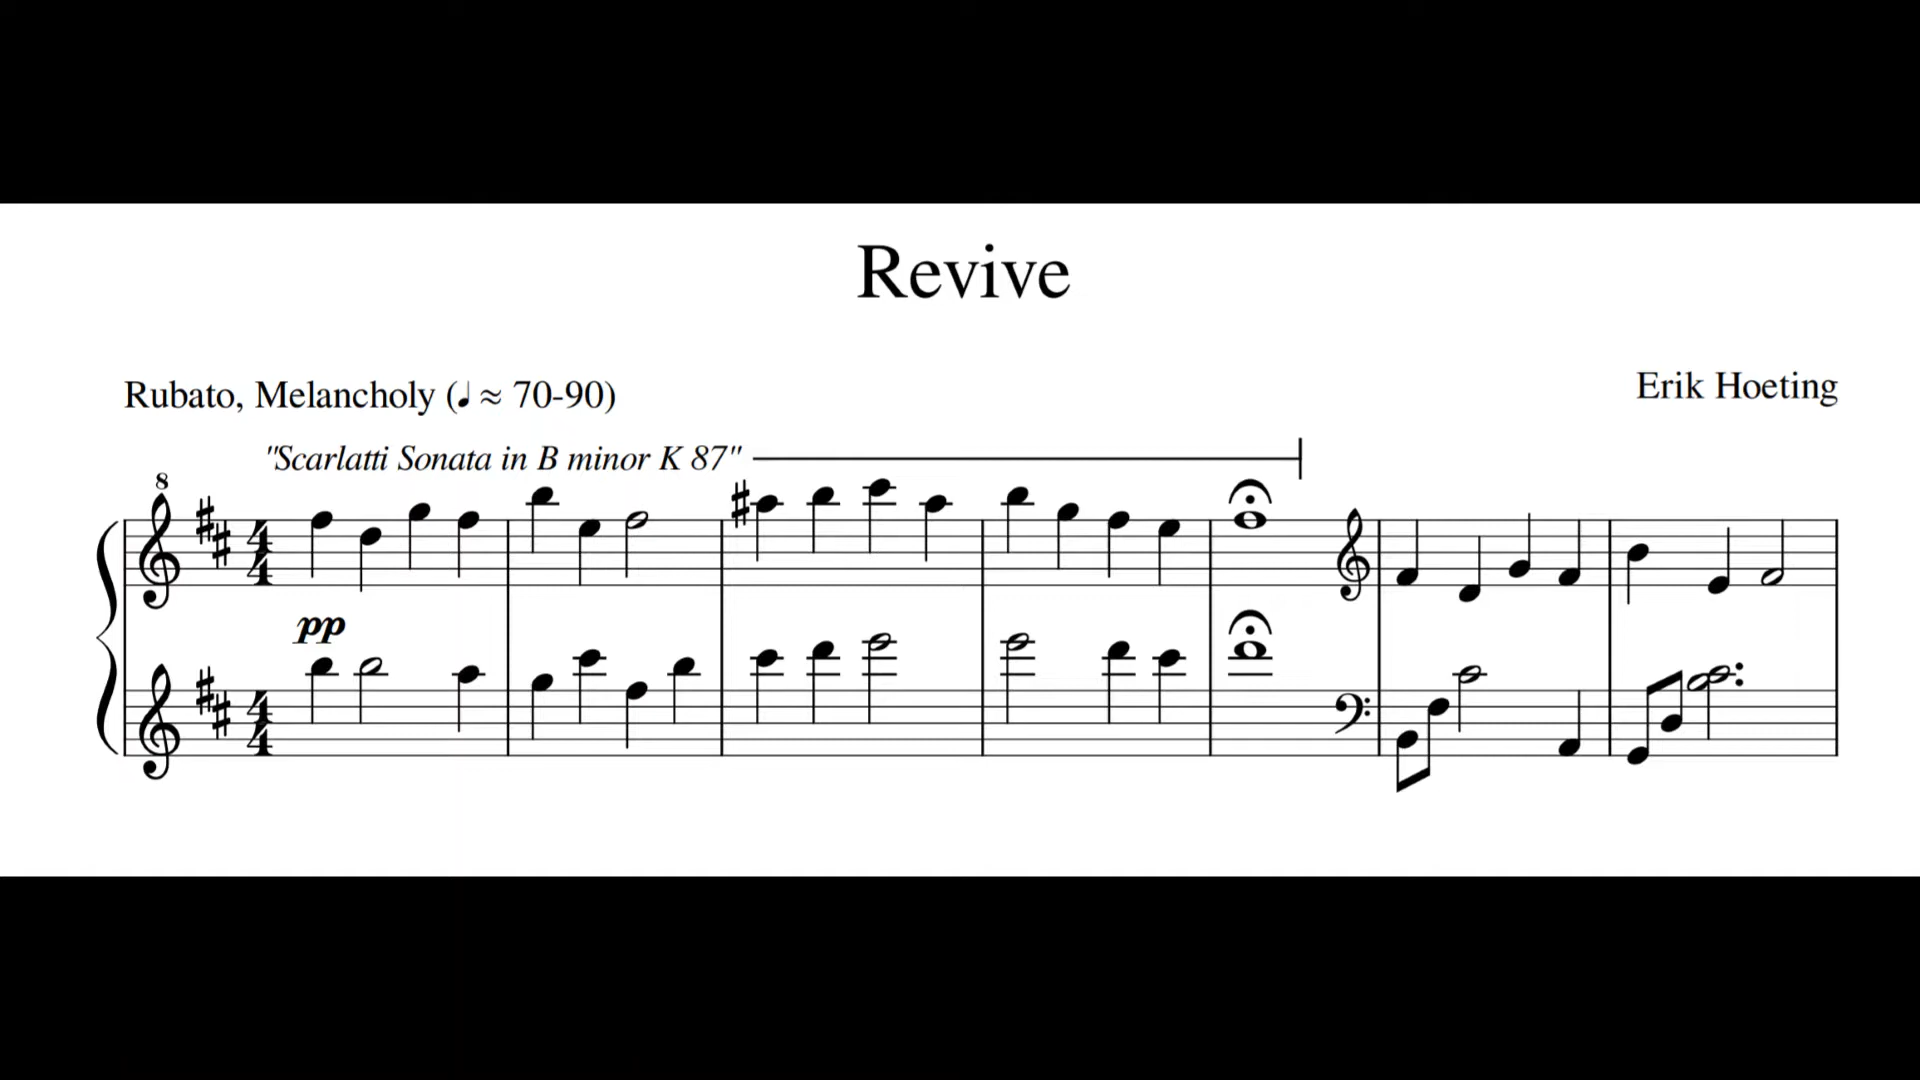 Revive
Rubato, Melancholy (♩ ≈ 70-90)
Erik Hoeting
"Scarlatti Sonata in B minor K 87"
8
4
4
pp
4
4